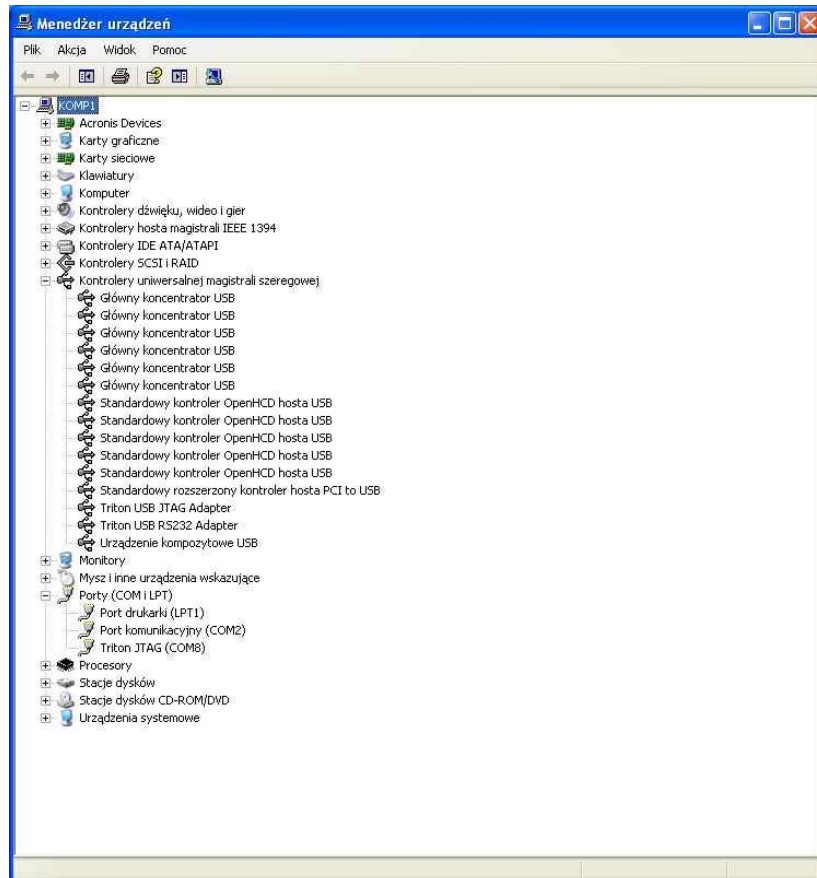 Menedżer urządzeń
Plik Akcja Widok Pomoc
KOMP1
Acronis Devices
Karty graficzne
Karty sieciowe
Klawiatury
Komputer
Kontrolery dźwięku, wideo i gier
Kontrolery hosta magistrali IEEE 1394
Kontrolery IDE ATA/ATAPI
Kontrolery SCSI i RAID
Kontrolery uniwersalnej magistrali szeregowej
Główny koncentrator USB
Główny koncentrator USB
Główny koncentrator USB
Główny koncentrator USB
Główny koncentrator USB
Główny koncentrator USB
Standardowy kontroler OpenHCD hosta USB
Standardowy kontroler OpenHCD hosta USB
Standardowy kontroler OpenHCD hosta USB
Standardowy kontroler OpenHCD hosta USB
Standardowy kontroler OpenHCD hosta USB
Standardowy rozszerzony kontroler hosta PCI to USB
Triton USB JTAG Adapter
Triton USB RS232 Adapter
Urządzenie kompozytowe USB
Monitory
Mysz i inne urządzenia wskazujące
Porty (COM i LPT)
Port drukarki (LPT1)
Port komunikacyjny (COM2)
Triton JTAG (COM8)
Procesory
Stacje dysków
Stacje dysków CD-ROM/DVD
Urządzenia systemowe